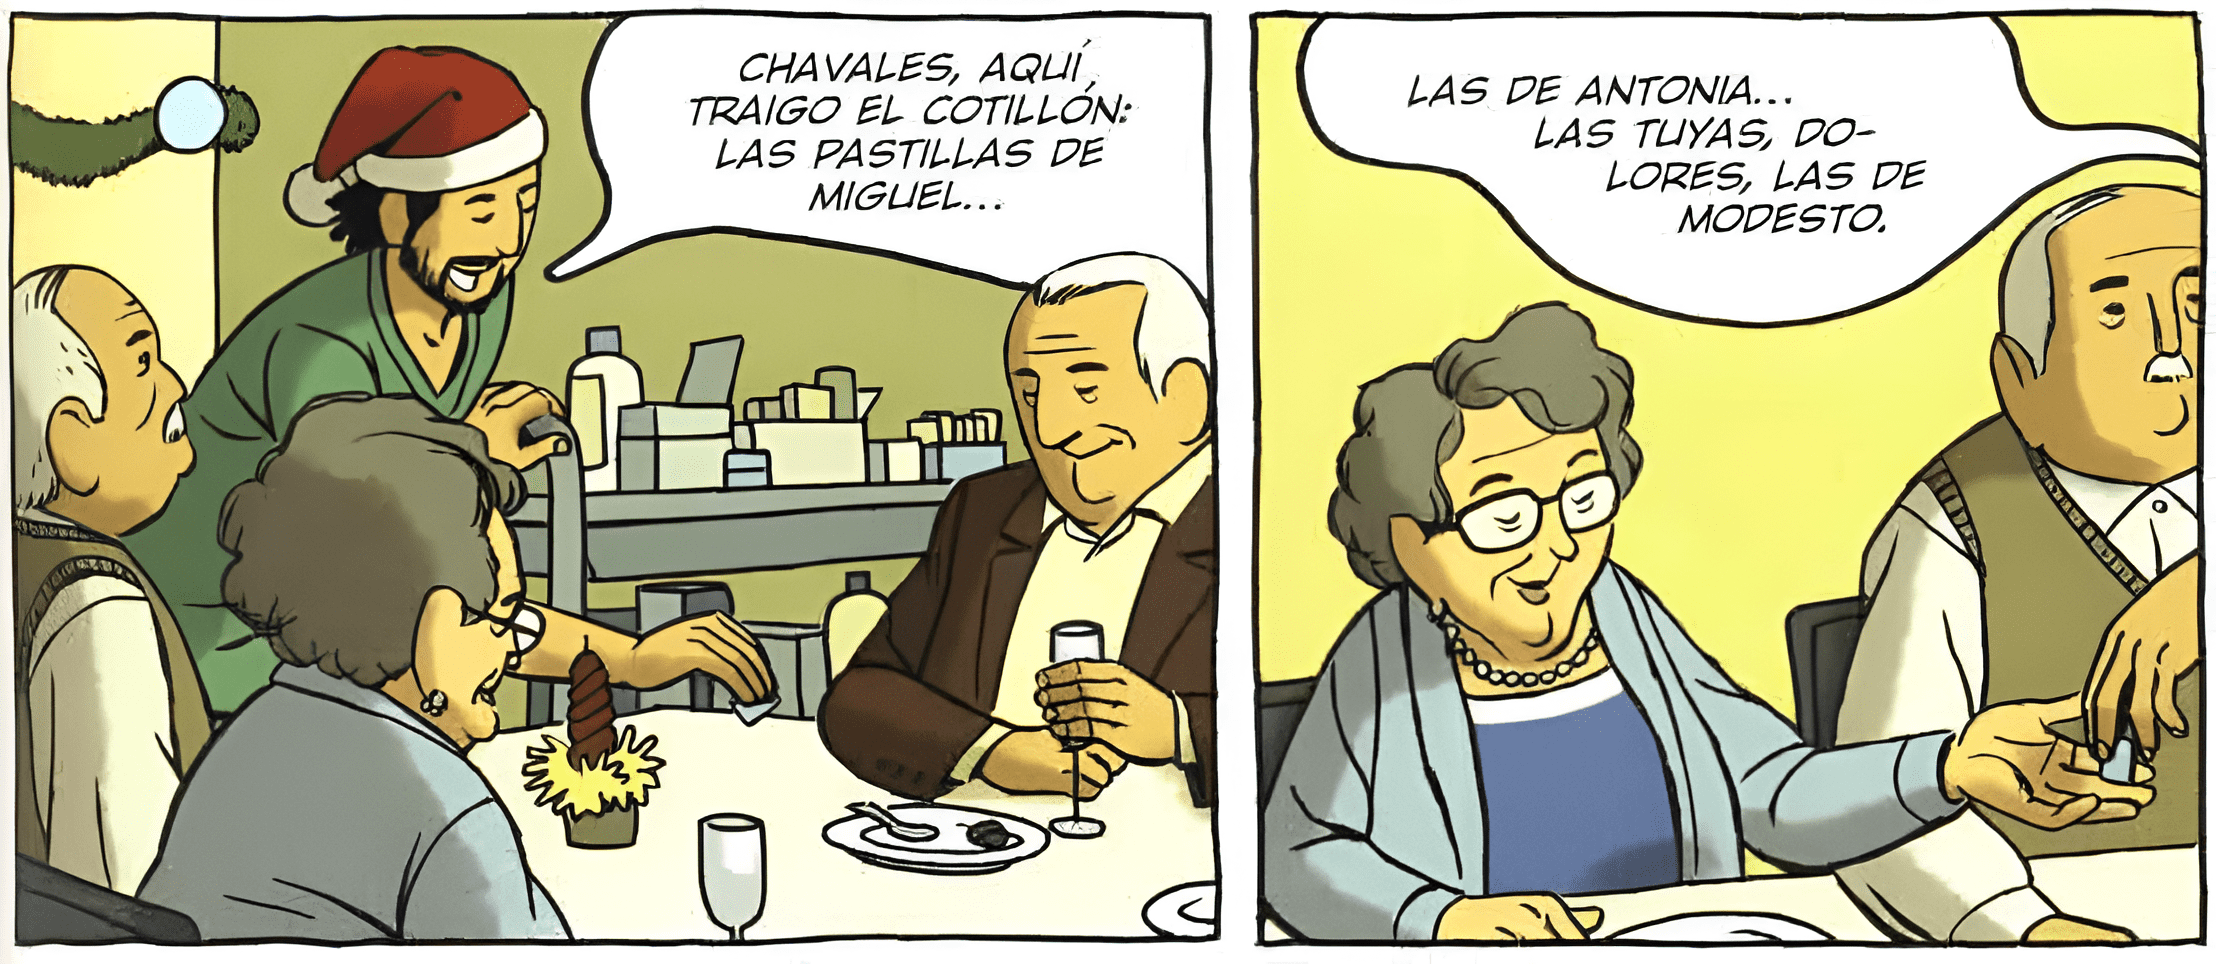 CHAVALES, AQUÍ
TRAIGO EL COTILLÓN:
LAS PASTILLAS DE
MIGUEL...
LAS DE ANTONIA...
LAS TUYAS, DO-
LORES, LAS DE
MODESTO.